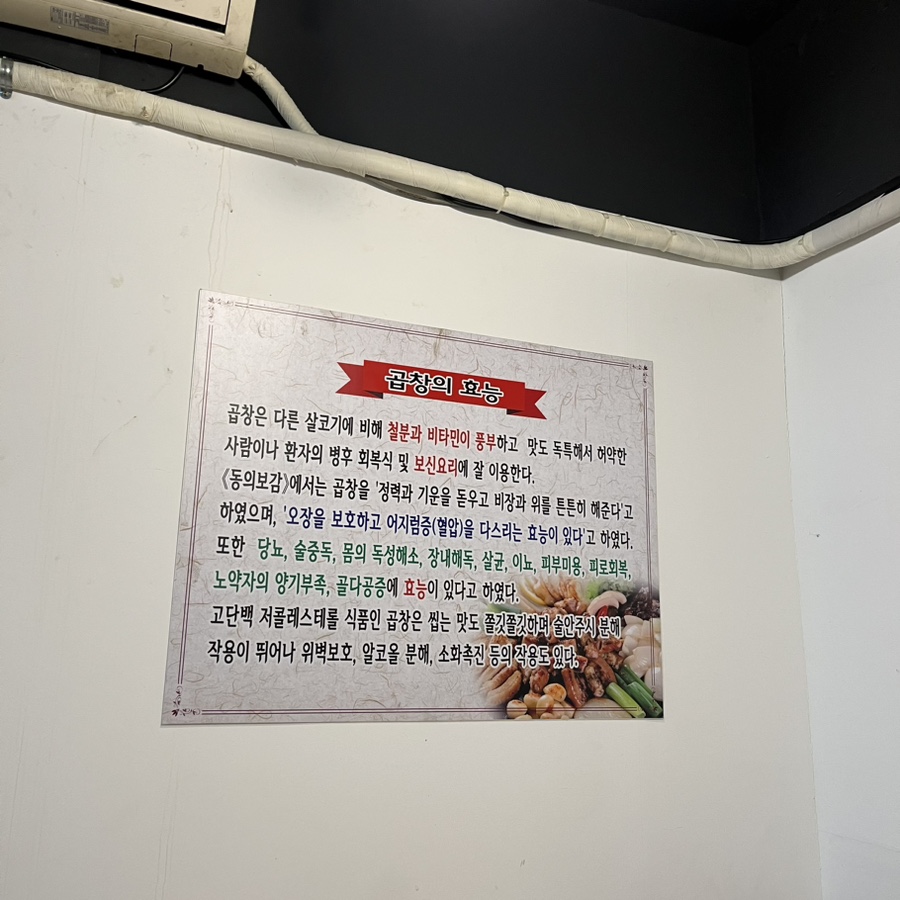 곱창의 효능
곱창은 다른 살코기에 비해 철분과 비타민이 풍부하고 맛도 독특해서 허약한
사람이나 환자의 병후 회복식 및 보신요리에 잘 이용한다.
《동의보감》에서는 곱창을 '정력과 기운을 돋우고 비장과 위를 튼튼히 해준다'고
하였으며, '오장을 보호하고 어지럼증(혈압)을 다스리는 효능이 있다'고 하였다.
또한 당뇨, 술중독, 몸의 독성해소, 장내해독, 살균, 이뇨, 피부미용, 피로회복,
노약자의 양기부족, 골다공증에 효능이 있다고 하였다.
고단백 저콜레스테롤 식품인 곱창은 씹는 맛도 쫄깃쫄깃하며 술안주시 분해
작용이 뛰어나 위벽보호, 알코올 분해, 소화촉진 등의 작용도 있다.